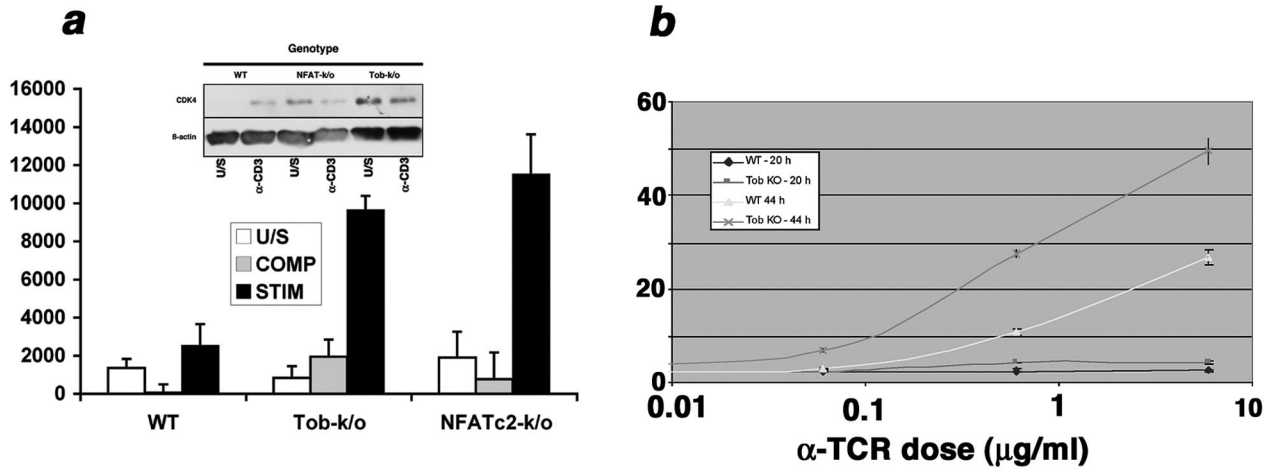 a
Genotype
WT NFAT-k/o Tob-k/o
CDK4
ß-actin
U/S α-CD3 U/S α-CD3 U/S α-CD3
16000
14000
12000
10000
8000
6000
4000
2000
0
U/S
COMP
STIM
WT Tob-k/o NFATc2-k/o
b
60
40
20
0
WT - 20 h
Tob KO - 20 h
WT 44 h
Tob KO - 44 h
0.01 0.1 1 10
α-TCR dose (μg/ml)